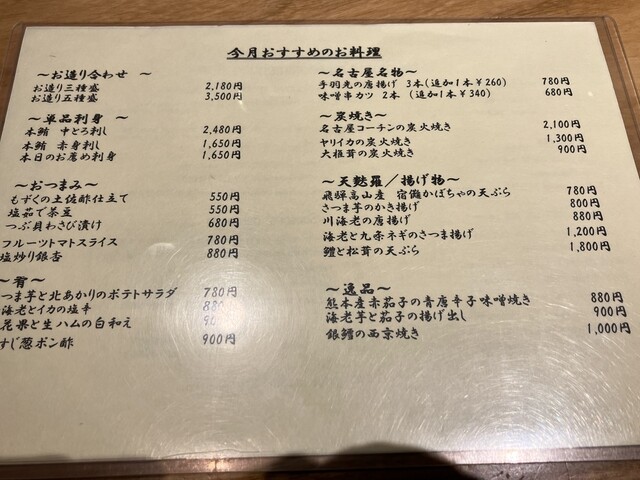 今月おすすめのお料理
～お造り合わせ ～
お造り三種盛 2,180円
お造り五種盛 3,500円
～単品刺身 ～
本鮪 中とろ刺し 2,480円
本鮪 赤身刺し 1,650円
本日のお薦め刺身 1,650円
～おつまみ～
もずくの土佐酢仕立て 550円
塩茹で茶豆 550円
つぶ貝わさび漬け 680円
フルーツトマトスライス 780円
塩炒り銀杏 880円
～肴～
つま芋と北あかりのポテトサラダ 780円
海老とイカの塩辛
花果と生ハムの白和え
すじ葱ポン酢 900円
～名古屋名物～
手羽先の唐揚げ 3本(追加1本￥260) 780円
味噌串カツ 2本 (追加1本￥340) 680円
～炭焼き～
名古屋コーチンの炭火焼き 2,100円
ヤリイカの炭火焼き 1,300円
大椎茸の炭火焼き 900円
～天麩羅／揚げ物～
飛騨高山産 宿儺かぼちゃの天ぷら 780円
さつま芋のかき揚げ 800円
川海老の唐揚げ 880円
海老と九条ネギのさつま揚げ 1,200円
鱧と松茸の天ぷら 1,800円
～逸品～
熊本産赤茄子の青唐辛子味噌焼き 880円
海老芋と茄子の揚げ出し 900円
銀鱈の西京焼き 1,000円